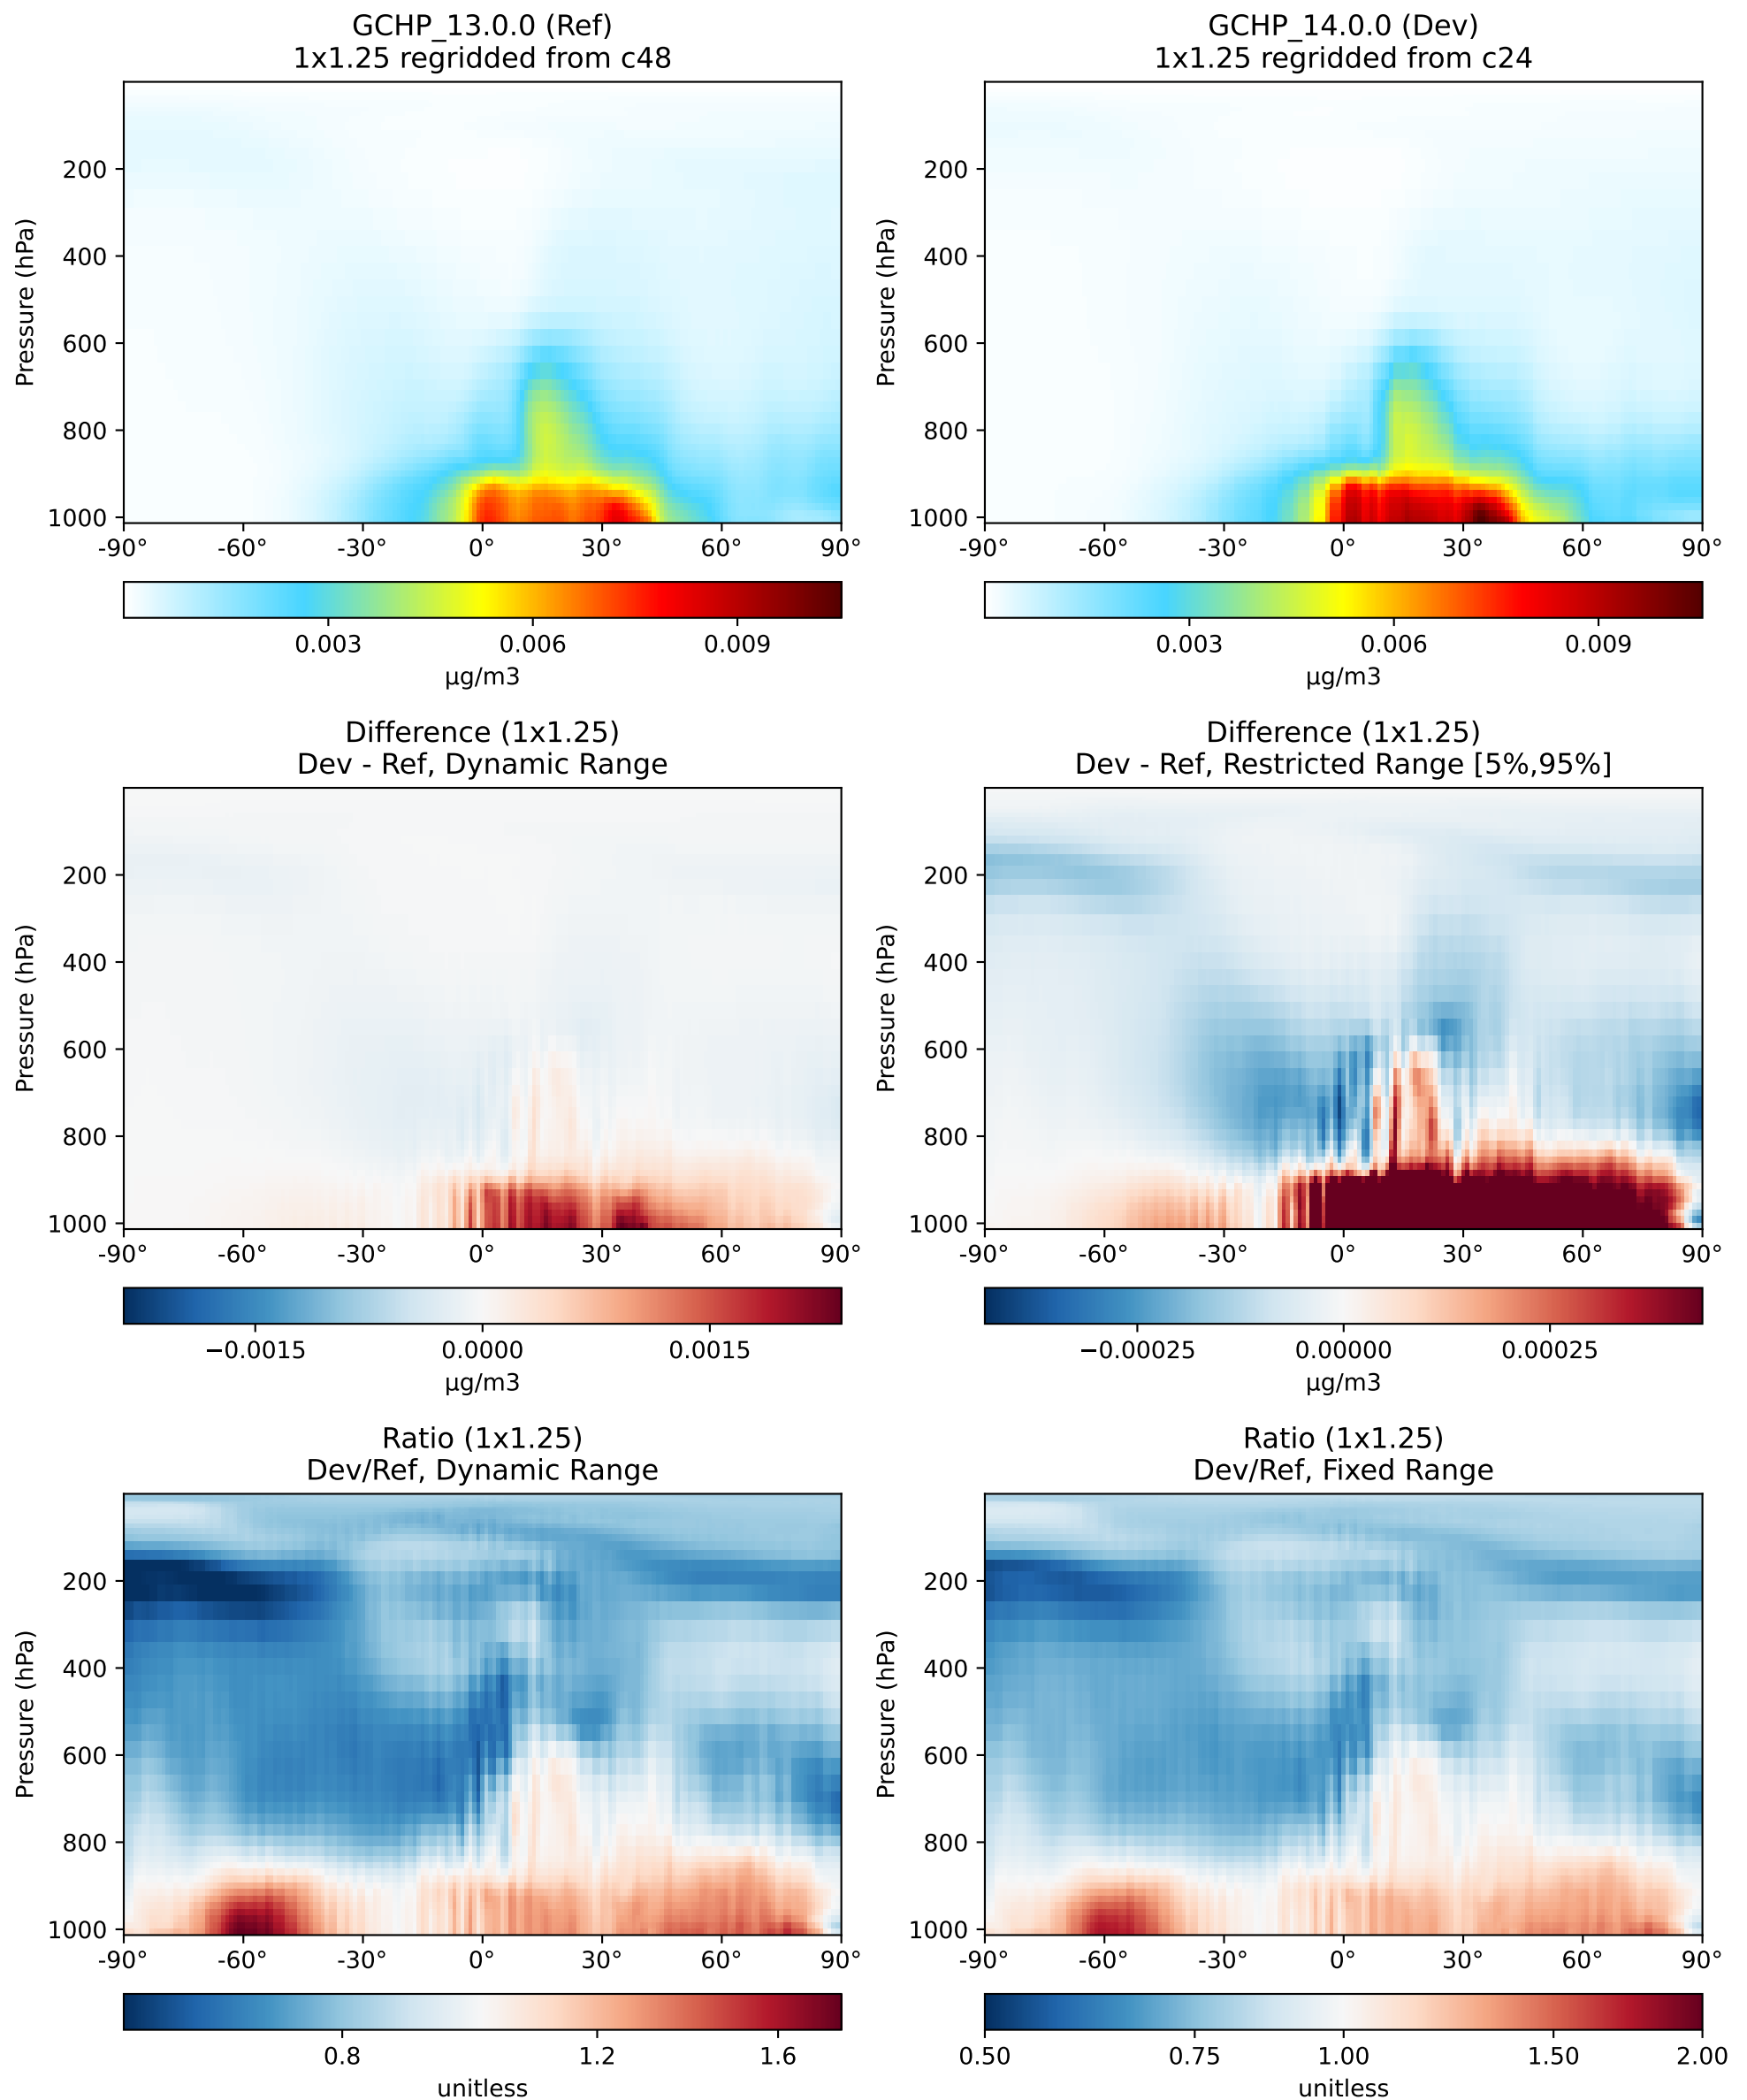 GCHP_13.0.0 (Ref)
1x1.25 regridded from c48
Pressure (hPa)
200
400
600
800
1000
-90° -60° -30° 0° 30° 60° 90°
0.003 0.006 0.009
µg/m3
GCHP_14.0.0 (Dev)
1x1.25 regridded from c24
Pressure (hPa)
200
400
600
800
1000
-90° -60° -30° 0° 30° 60° 90°
0.003 0.006 0.009
µg/m3
Difference (1x1.25)
Dev - Ref, Dynamic Range
Pressure (hPa)
200
400
600
800
1000
-90° -60° -30° 0° 30° 60° 90°
−0.0015 0.0000 0.0015
µg/m3
Difference (1x1.25)
Dev - Ref, Restricted Range [5%,95%]
Pressure (hPa)
200
400
600
800
1000
-90° -60° -30° 0° 30° 60° 90°
−0.00025 0.00000 0.00025
µg/m3
Ratio (1x1.25)
Dev/Ref, Dynamic Range
Pressure (hPa)
200
400
600
800
1000
-90° -60° -30° 0° 30° 60° 90°
0.8 1.2 1.6
unitless
Ratio (1x1.25)
Dev/Ref, Fixed Range
Pressure (hPa)
200
400
600
800
1000
-90° -60° -30° 0° 30° 60° 90°
0.50 0.75 1.00 1.50 2.00
unitless